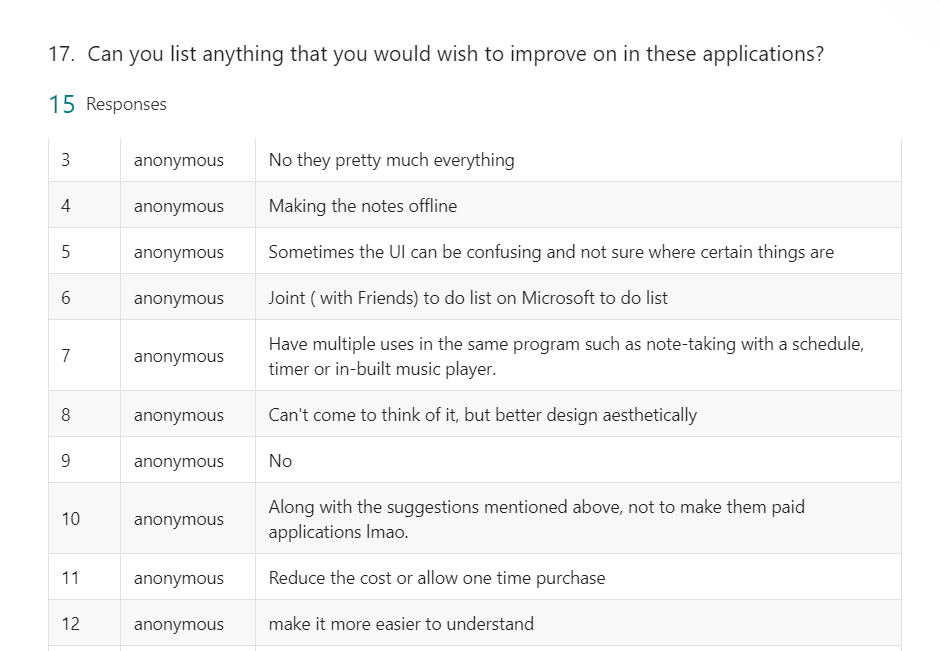 17. Can you list anything that you would wish to improve on in these applications?
15 Responses
3 anonymous No they pretty much everything
4 anonymous Making the notes offline
5 anonymous Sometimes the UI can be confusing and not sure where certain things are
6 anonymous Joint ( with Friends) to do list on Microsoft to do list
7 anonymous Have multiple uses in the same program such as note-taking with a schedule,
timer or in-built music player.
8 anonymous Can't come to think of it, but better design aesthetically
9 anonymous No
10 anonymous Along with the suggestions mentioned above, not to make them paid
applications lmao.
11 anonymous Reduce the cost or allow one time purchase
12 anonymous make it more easier to understand